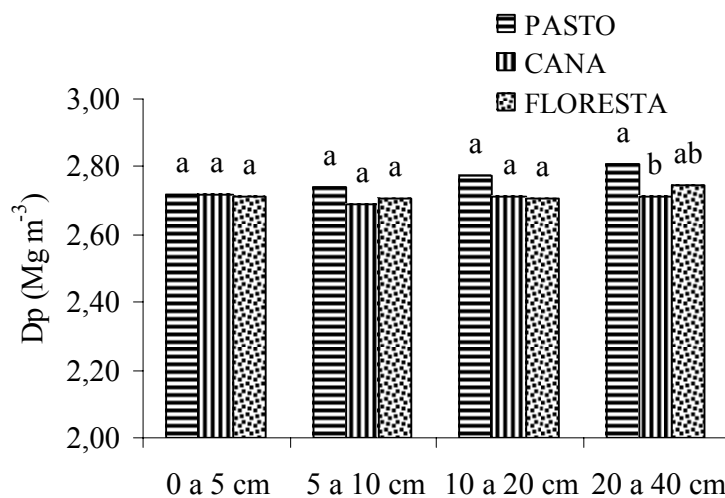 PASTO
CANA
FLORESTA
3,00
2,80
2,60
2,40
2,20
2,00
Dp (Mg m-3)
a a a
a a a
a a a
a b ab
0 a 5 cm 5 a 10 cm 10 a 20 cm 20 a 40 cm